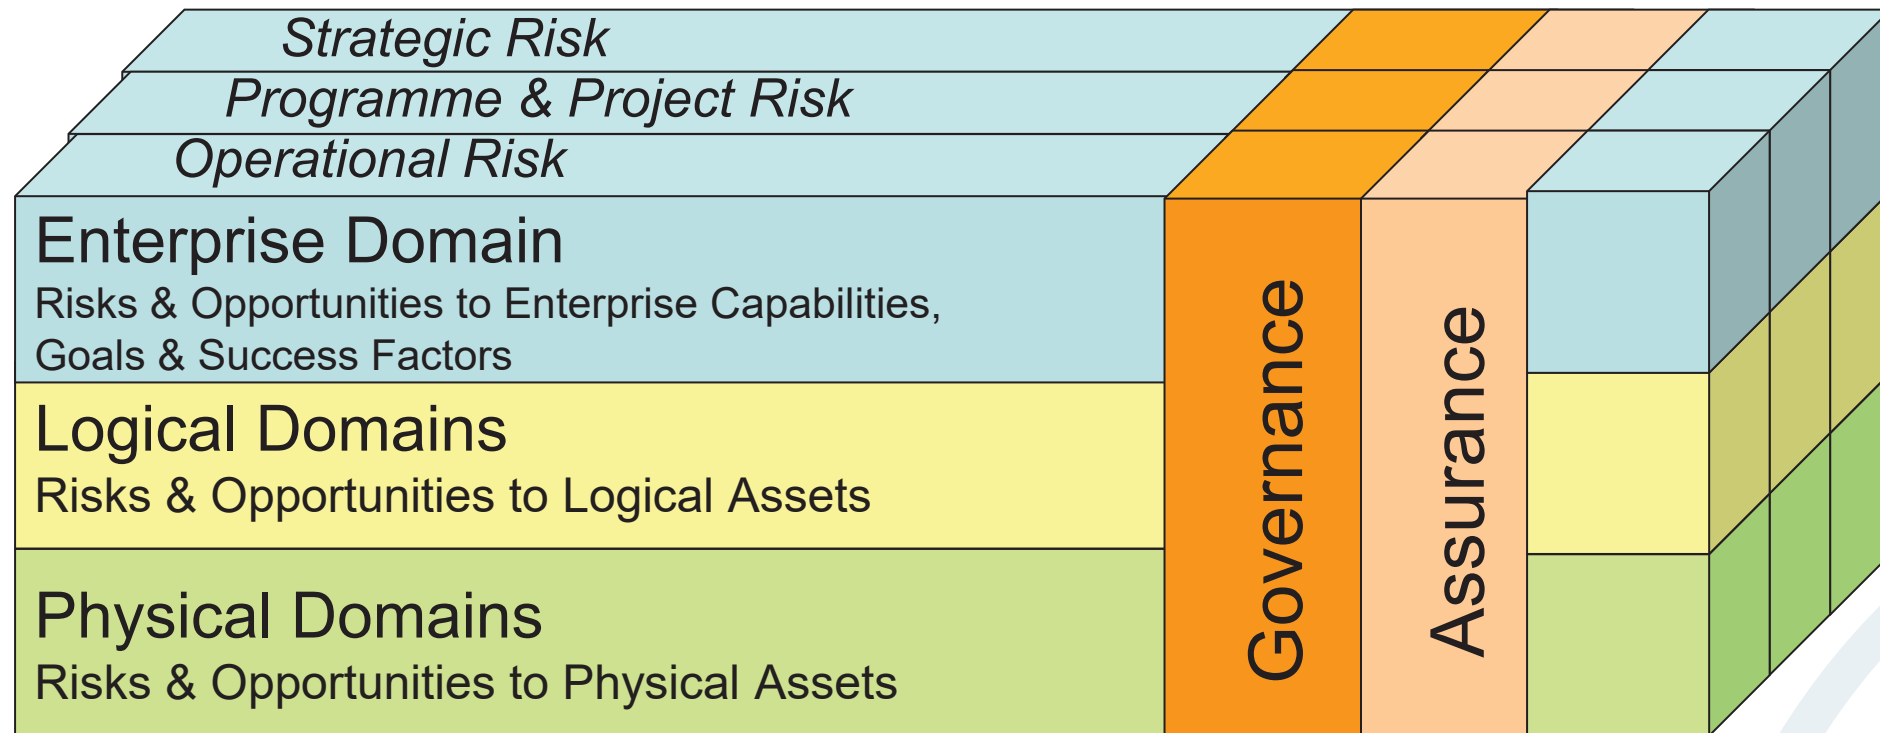 Strategic Risk
Programme & Project Risk
Operational Risk
Enterprise Domain
Risks & Opportunities to Enterprise Capabilities,
Goals & Success Factors
Logical Domains
Risks & Opportunities to Logical Assets
Physical Domains
Risks & Opportunities to Physical Assets
Governance
Assurance